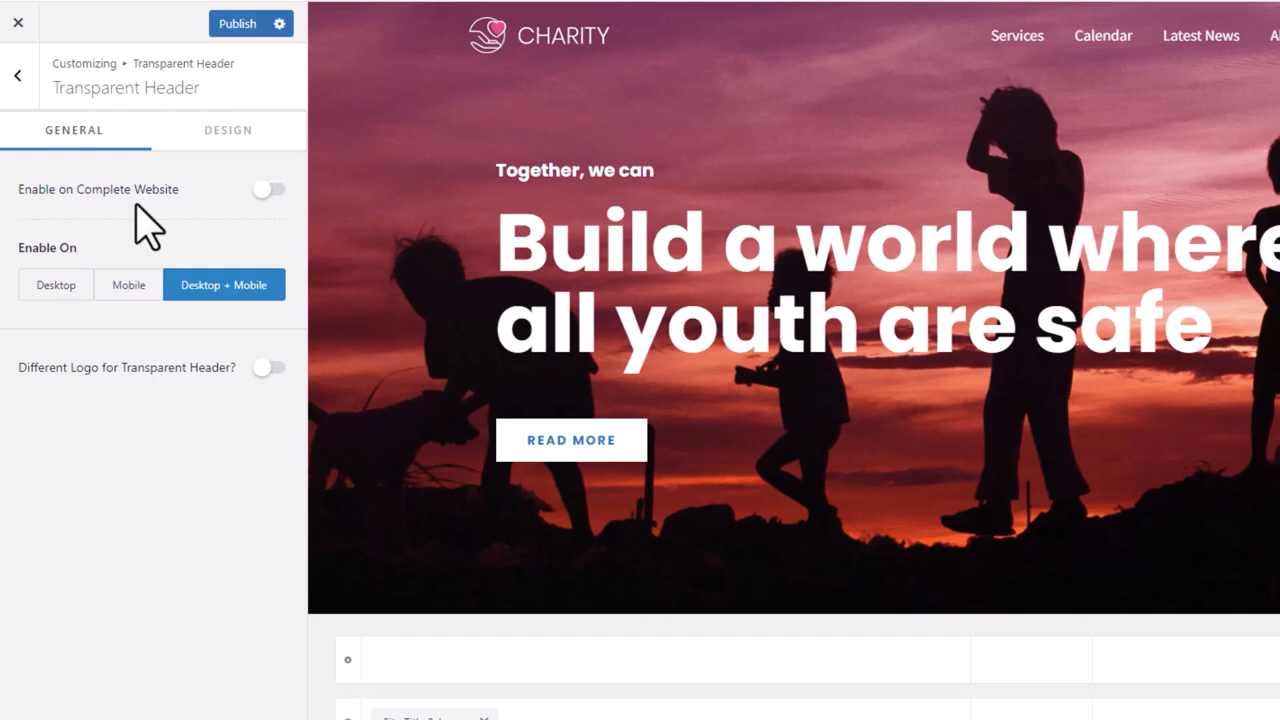 Publish
Customizing ▸ Transparent Header
Transparent Header
GENERAL
DESIGN
Enable on Complete Website
Enable On
Desktop
Mobile
Desktop + Mobile
Different Logo for Transparent Header?
CHARITY
Services
Calendar
Latest News
Together, we can
Build a world where
all youth are safe
READ MORE